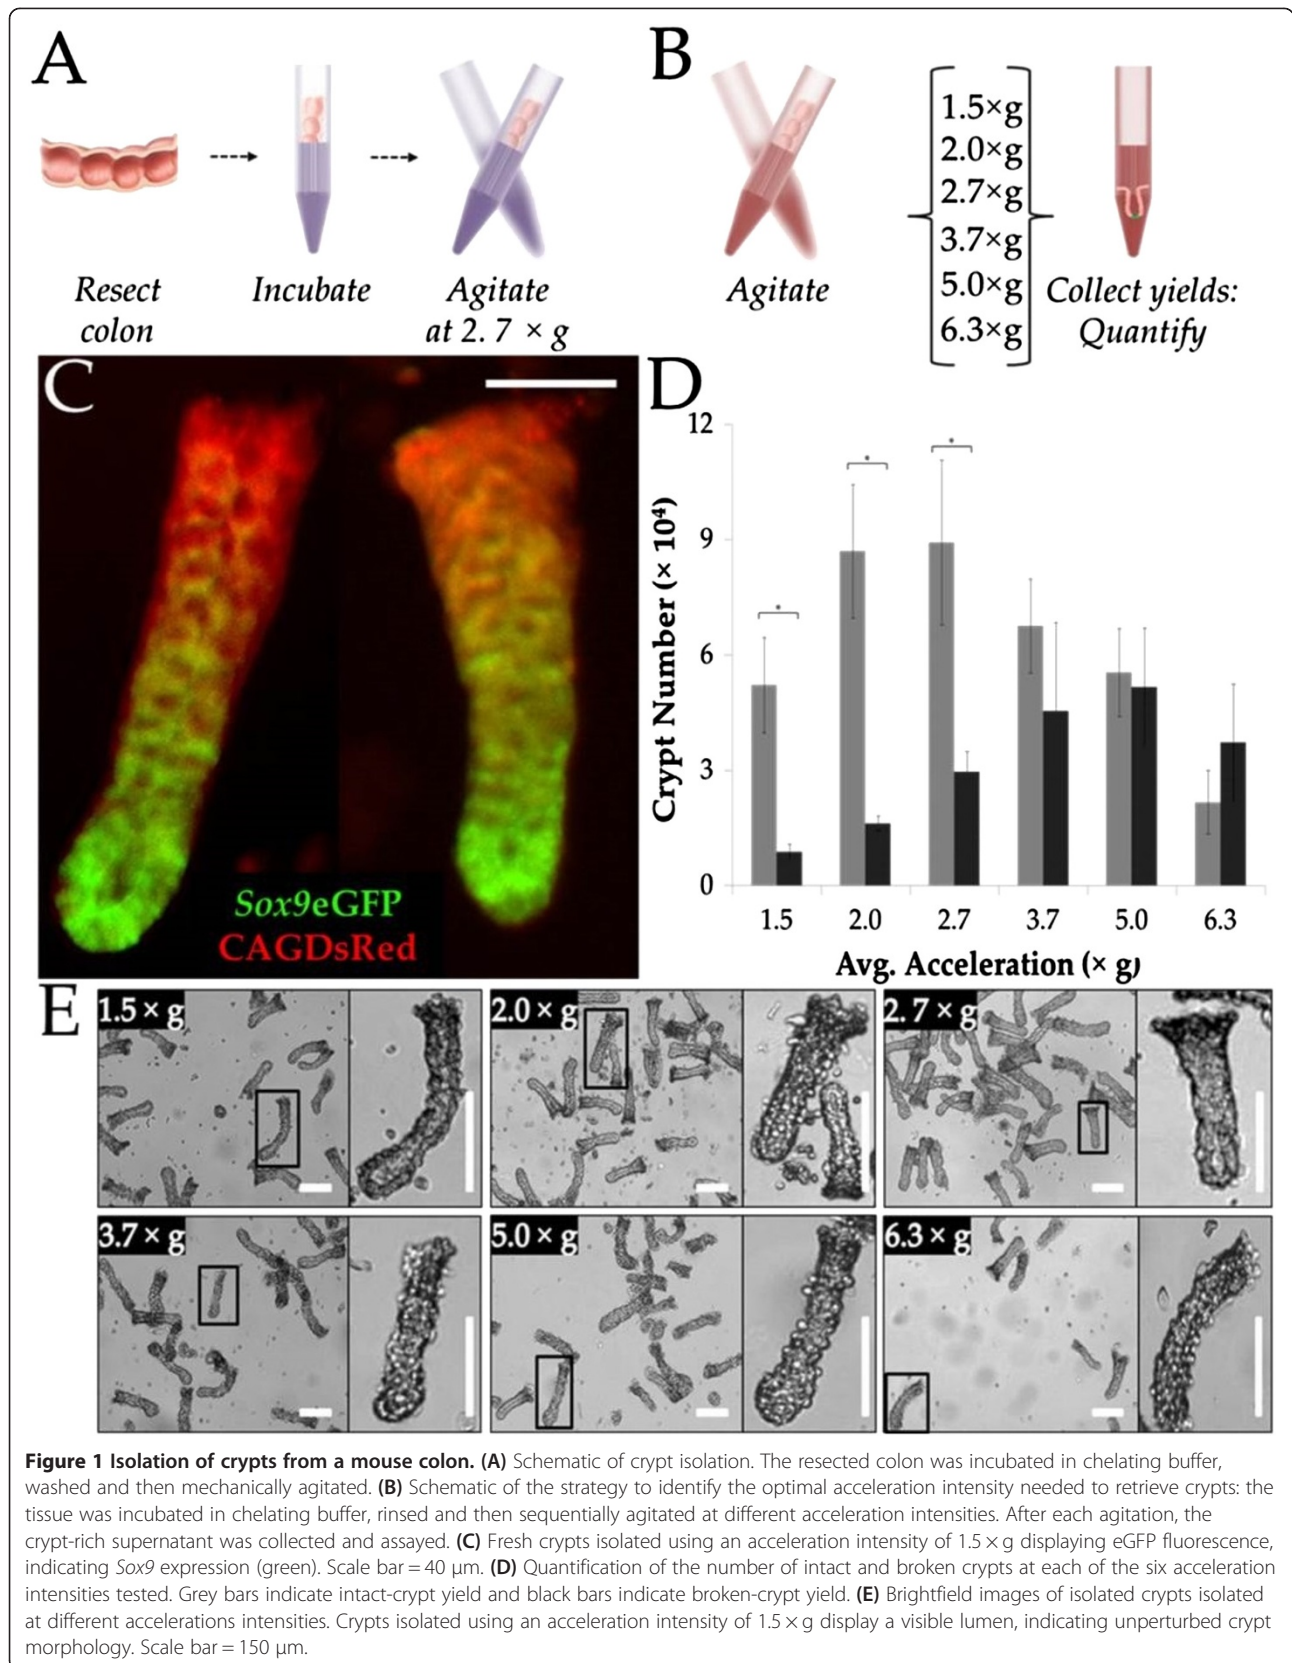 A
B
Resect
colon
Incubate
Agitate
at 2. 7 × g
Agitate
1.5×g
2.0×g
2.7×g
3.7×g
5.0×g
6.3×g
Collect yields:
Quantify
C
Sox9eGFP
CAGDsRed
D
Crypt Number (× 10⁴)
12
9
6
3
0
*
*
*
1.5
2.0
2.7
3.7
5.0
6.3
Avg. Acceleration (× g)
E
1.5 × g
2.0 × g
2. 7 × g
3.7 × g
5.0 × g
6.3 × g
Figure 1 Isolation of crypts from a mouse colon. (A) Schematic of crypt isolation. The resected colon was incubated in chelating buffer,
washed and then mechanically agitated. (B) Schematic of the strategy to identify the optimal acceleration intensity needed to retrieve crypts: the
tissue was incubated in chelating buffer, rinsed and then sequentially agitated at different acceleration intensities. After each agitation, the
crypt-rich supernatant was collected and assayed. (C) Fresh crypts isolated using an acceleration intensity of 1.5 × g displaying eGFP fluorescence,
indicating Sox9 expression (green). Scale bar = 40 μm. (D) Quantification of the number of intact and broken crypts at each of the six acceleration
intensities tested. Grey bars indicate intact-crypt yield and black bars indicate broken-crypt yield. (E) Brightfield images of isolated crypts isolated
at different accelerations intensities. Crypts isolated using an acceleration intensity of 1.5 × g display a visible lumen, indicating unperturbed crypt
morphology. Scale bar = 150 μm.